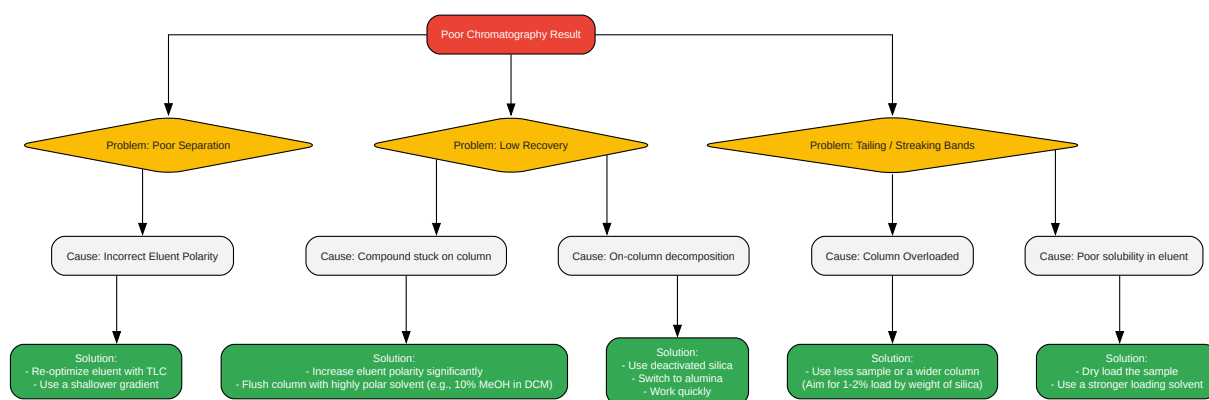 Poor Chromatography Result
Problem: Poor Separation
Problem: Low Recovery
Problem: Tailing / Streaking Bands
Cause: Incorrect Eluent Polarity
Cause: Compound stuck on column
Cause: On-column decomposition
Cause: Column Overloaded
Cause: Poor solubility in eluent
Solution:
- Re-optimize eluent with TLC
- Use a shallower gradient
Solution:
- Increase eluent polarity significantly
- Flush column with highly polar solvent (e.g., 10% MeOH in DCM)
Solution:
- Use deactivated silica
- Switch to alumina
- Work quickly
Solution:
- Use less sample or a wider column
(Aim for 1-2% load by weight of silica)
Solution:
- Dry load the sample
- Use a stronger loading solvent